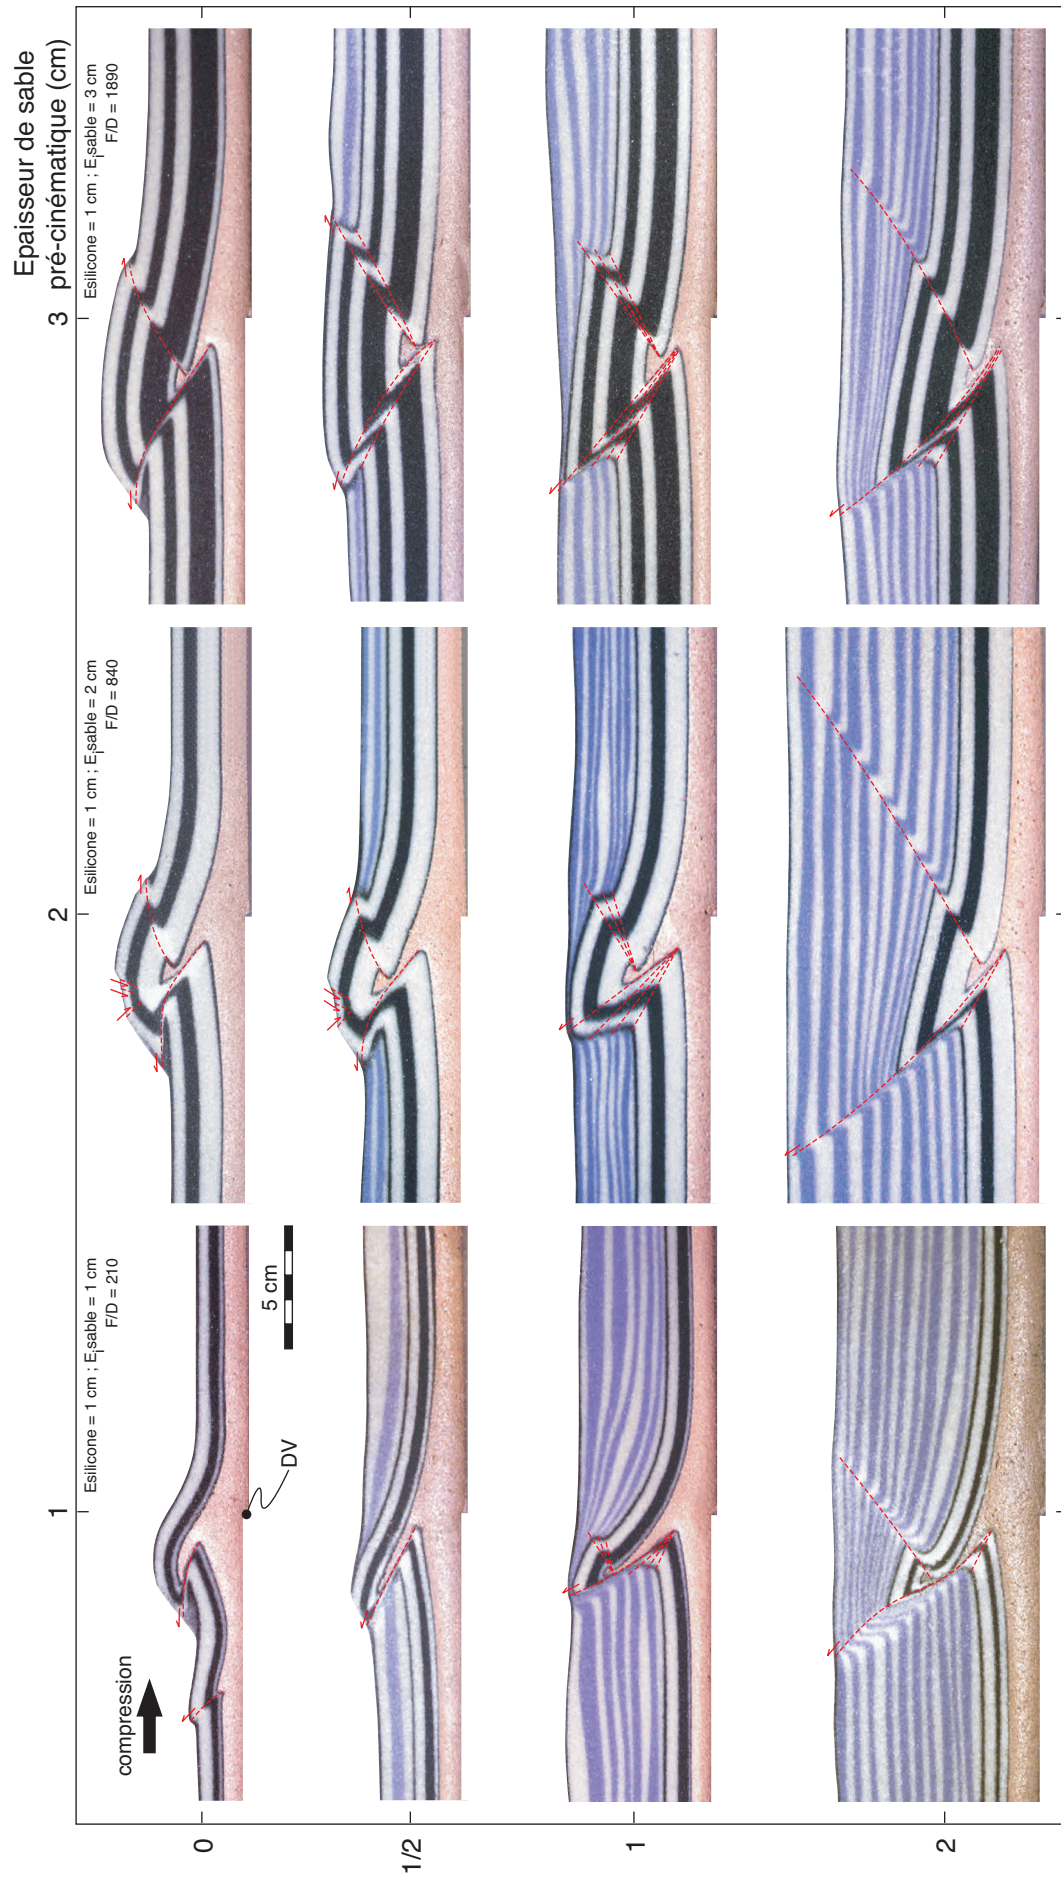 Epaisseur de sable
pré-cinématique (cm)
1
2
3
Esilicone = 1 cm ; Eisable = 1 cm
F/D = 210
Esilicone = 1 cm ; Eisable = 2 cm
F/D = 840
Esilicone = 1 cm ; Eisable = 3 cm
F/D = 1890
compression
DV
5 cm
0
1/2
1
2